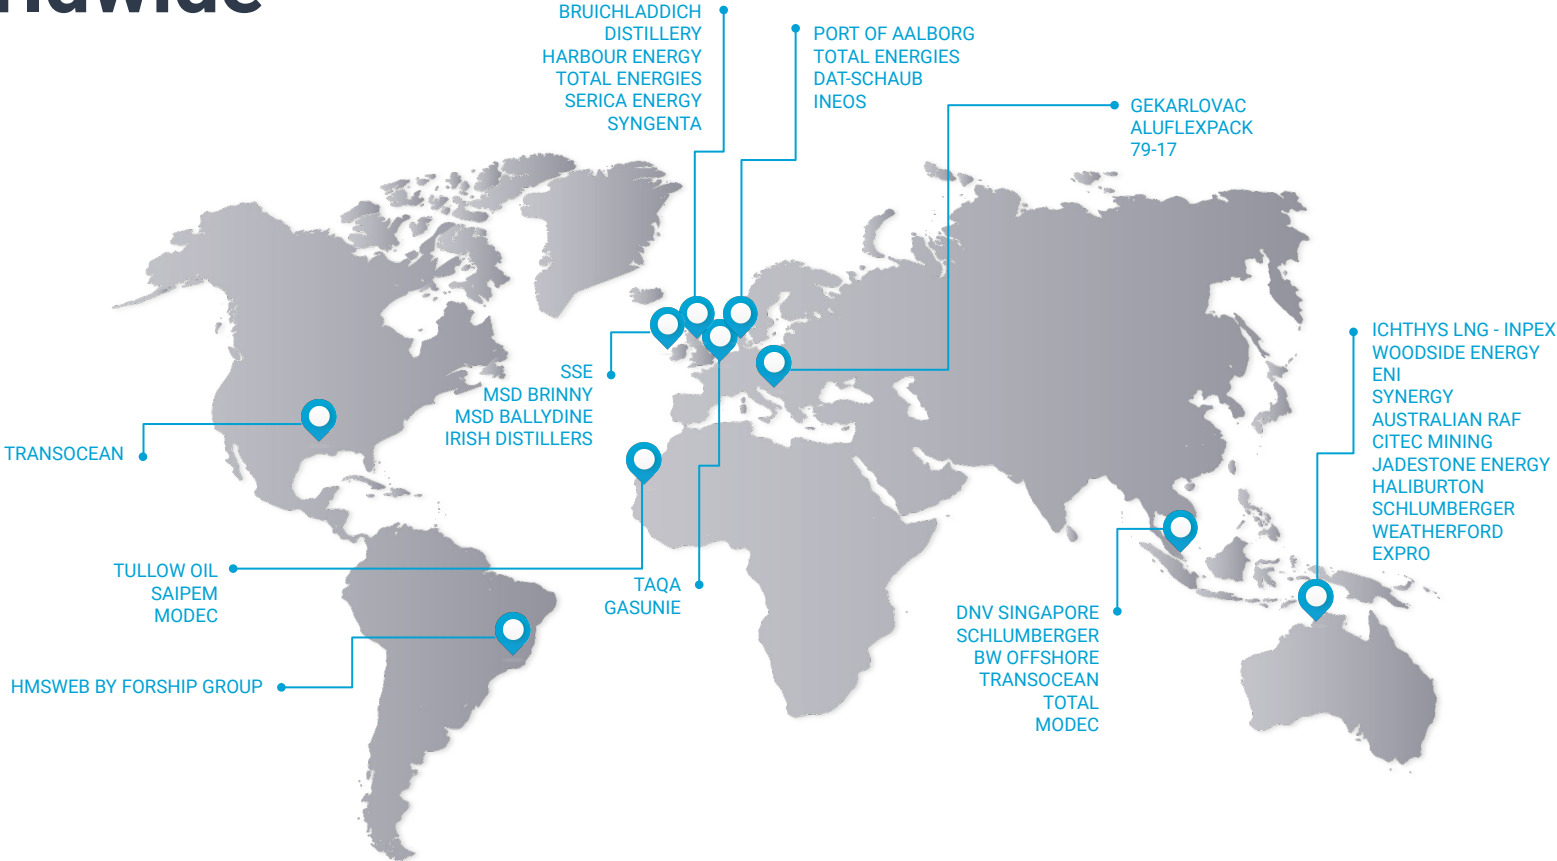 BRUICHLADDICH
DISTILLERY
HARBOUR ENERGY
TOTAL ENERGIES
SERICA ENERGY
SYNGENTA
PORT OF AALBORG
TOTAL ENERGIES
DAT-SCHAUB
INEOS
GEKARLOVAC
ALUFLEXPACK
79-17
SSE
MSD BRINNY
MSD BALLYDINE
IRISH DISTILLERS
TRANSOCEAN
ICHTHYS LNG - INPEX
WOODSIDE ENERGY
ENI
SYNERGY
AUSTRALIAN RAF
CITEC MINING
JADESTONE ENERGY
HALIBURTON
SCHLUMBERGER
WEATHERFORD
EXPRO
TULLOW OIL
SAIPEM
MODEC
TAQA
GASUNIE
DNV SINGAPORE
SCHLUMBERGER
BW OFFSHORE
TRANSOCEAN
TOTAL
MODEC
HMSWEB BY FORSHIP GROUP